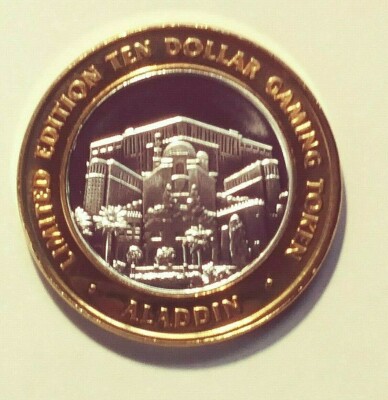 LIMITED EDITION TEN DOLLAR GAMING TOKEN
· ALADDIN ·